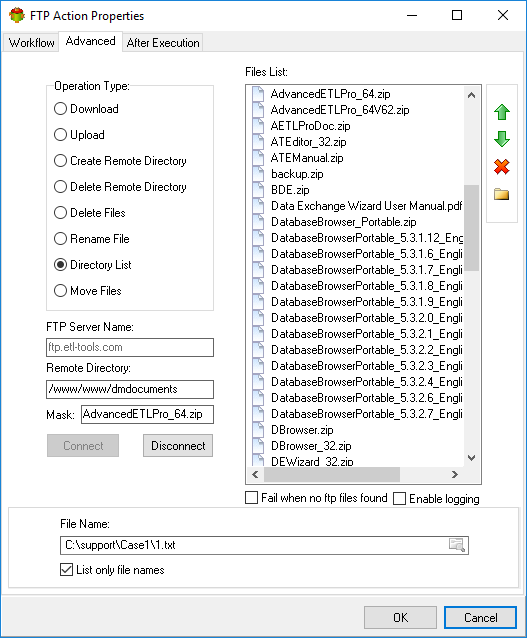 FTP Action Properties
Workflow
Advanced
After Execution
Operation Type:
Download
Upload
Create Remote Directory
Delete Remote Directory
Delete Files
Rename File
Directory List
Move Files
FTP Server Name:
ftp.etl-tools.com
Remote Directory:
/www/www/dmdocuments
Mask: AdvancedETLPro_64.zip
Connect
Disconnect
Files List:
AdvancedETLPro_64.zip
AdvancedETLPro_64V62.zip
AETLProDoc.zip
ATEditor_32.zip
ATEManual.zip
backup.zip
BDE.zip
Data Exchange Wizard User Manual.pdf
DatabaseBrowser_Portable.zip
DatabaseBrowserPortable_5.3.1.12_Engl
DatabaseBrowserPortable_5.3.1.6_Engli
DatabaseBrowserPortable_5.3.1.7_Engli
DatabaseBrowserPortable_5.3.1.8_Engli
DatabaseBrowserPortable_5.3.1.9_Engli
DatabaseBrowserPortable_5.3.2.0_Engli
DatabaseBrowserPortable_5.3.2.1_Engli
DatabaseBrowserPortable_5.3.2.2_Engli
DatabaseBrowserPortable_5.3.2.3_Engli
DatabaseBrowserPortable_5.3.2.4_Engli
DatabaseBrowserPortable_5.3.2.6_Engli
DatabaseBrowserPortable_5.3.2.7_Engli
DBrowser.zip
DBrowser_32.zip
DEWizard_32.zip
Fail when no ftp files found
Enable logging
File Name:
C:\support\Case1\1.txt
List only file names
OK
Cancel